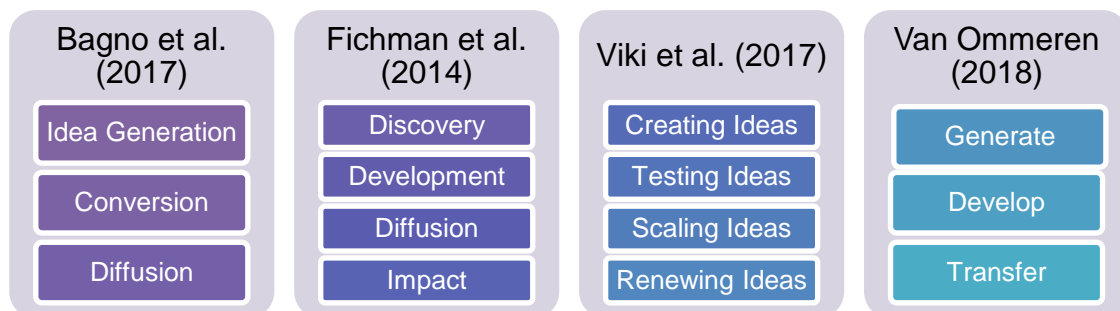 Bagno et al.
(2017)
Idea Generation
Conversion
Diffusion
Fichman et al.
(2014)
Discovery
Development
Diffusion
Impact
Viki et al. (2017)
Creating Ideas
Testing Ideas
Scaling Ideas
Renewing Ideas
Van Ommeren
(2018)
Generate
Develop
Transfer